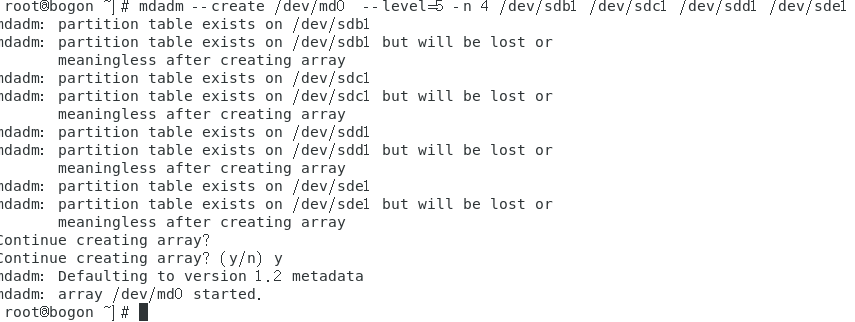 root@bogon ~]# mdadm --create /dev/md0  --level=5 -n 4 /dev/sdb1 /dev/sdc1 /dev/sdd1 /dev/sde1
mdadm: partition table exists on /dev/sdb1
mdadm: partition table exists on /dev/sdb1 but will be lost or
       meaningless after creating array
mdadm: partition table exists on /dev/sdc1
mdadm: partition table exists on /dev/sdc1 but will be lost or
       meaningless after creating array
mdadm: partition table exists on /dev/sdd1
mdadm: partition table exists on /dev/sdd1 but will be lost or
       meaningless after creating array
mdadm: partition table exists on /dev/sde1
mdadm: partition table exists on /dev/sde1 but will be lost or
       meaningless after creating array
Continue creating array?
Continue creating array? (y/n) y
mdadm: Defaulting to version 1.2 metadata
mdadm: array /dev/md0 started.
root@bogon ~]#